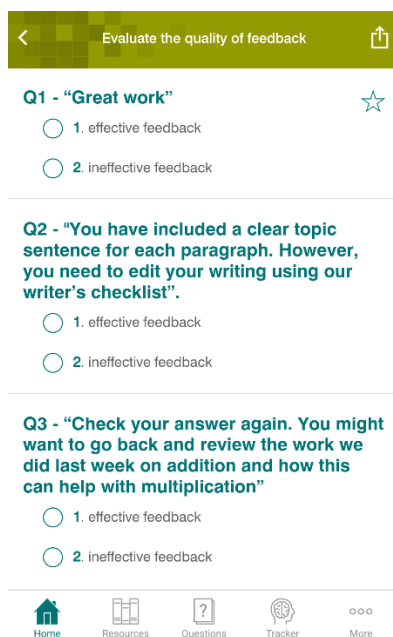 Evaluate the quality of feedback
Q1 - “Great work”
1. effective feedback
2. ineffective feedback
Q2 - "You have included a clear topic
sentence for each paragraph. However,
you need to edit your writing using our
writer’s checklist”.
1. effective feedback
2. ineffective feedback
Q3 - “Check your answer again. You might
want to go back and review the work we
did last week on addition and how this
can help with multiplication”
1. effective feedback
2. ineffective feedback
Home Resources Questions Tracker More